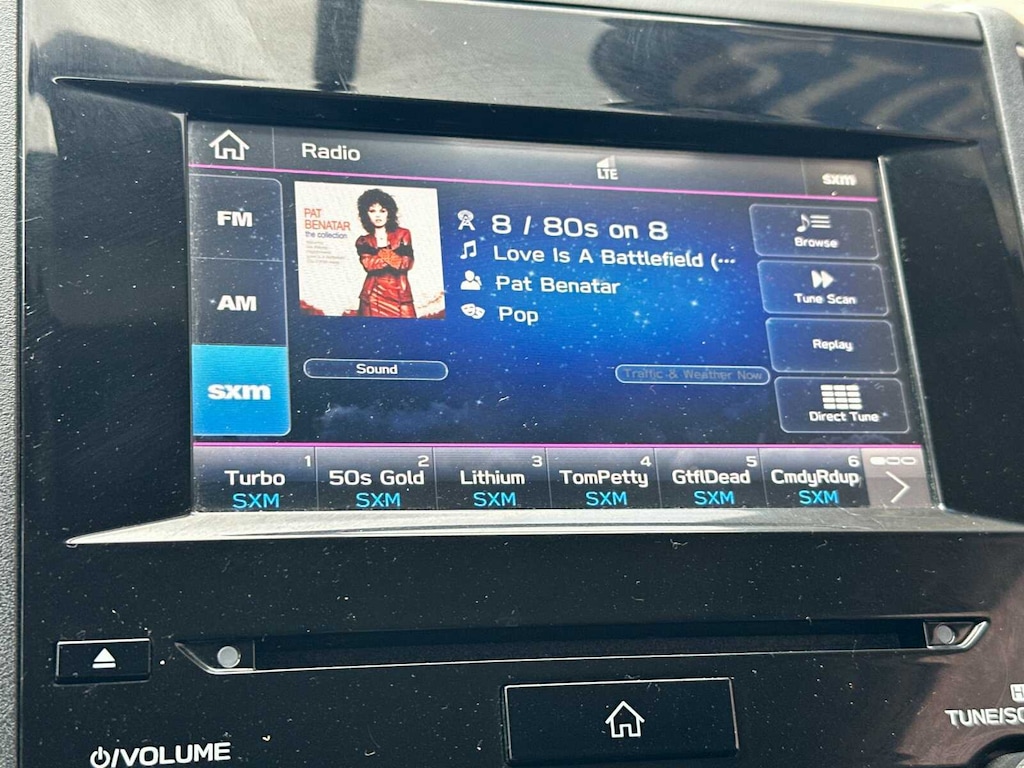 Radio
LTE
sxm
FM
AM
sxm
PAT
BENATAR
the collection
8 / 80s on 8
Love Is A Battlefield (···
Pat Benatar
Pop
Sound
Traffic & Weather Now
Browse
Tune Scan
Replay
Direct Tune
1
Turbo
SXM
2
50s Gold
SXM
3
Lithium
SXM
4
TomPetty
SXM
5
GtflDead
SXM
6
CmdyRdup
SXM
/VOLUME
H
TUNE/SO